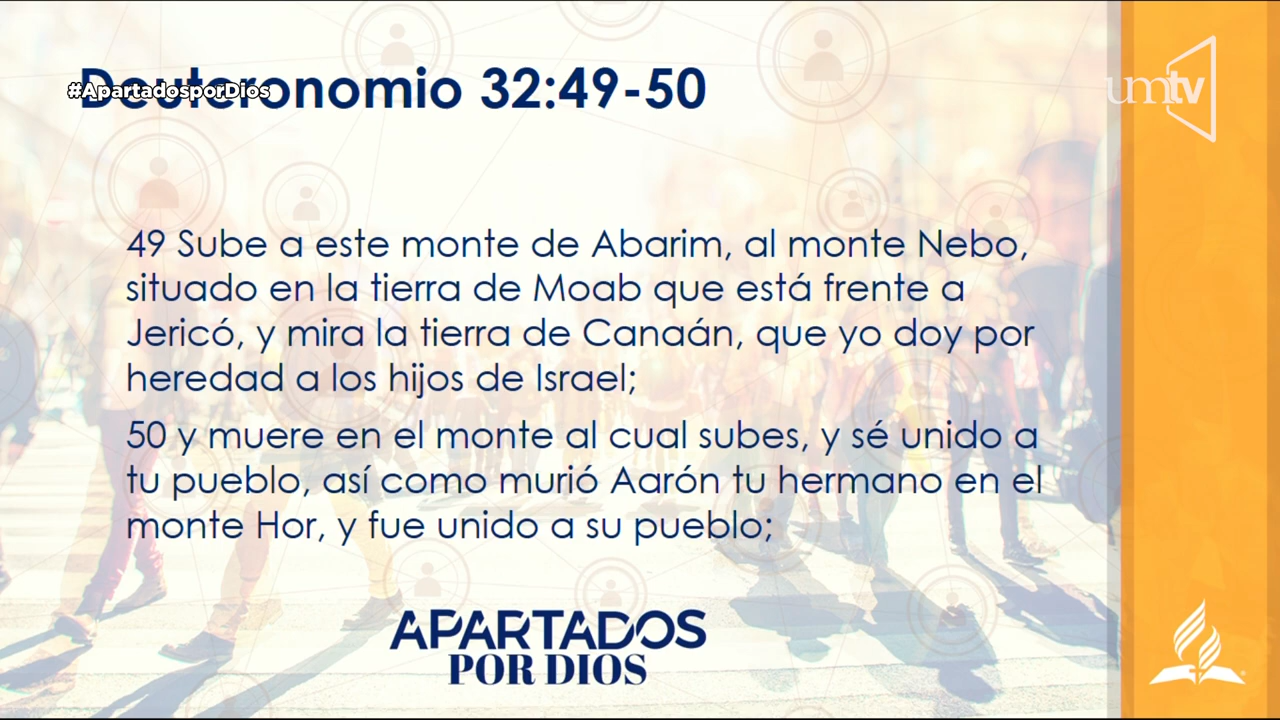 Deuteronomio 32:49-50
#ApartadosporDios
umtv
49 Sube a este monte de Abarim, al monte Nebo,
situado en la tierra de Moab que está frente a
Jericó, y mira la tierra de Canaán, que yo doy por
heredad a los hijos de Israel;
50 y muere en el monte al cual subes, y sé unido a
tu pueblo, así como murió Aarón tu hermano en el
monte Hor, y fue unido a su pueblo;
APARTADOS
POR DIOS